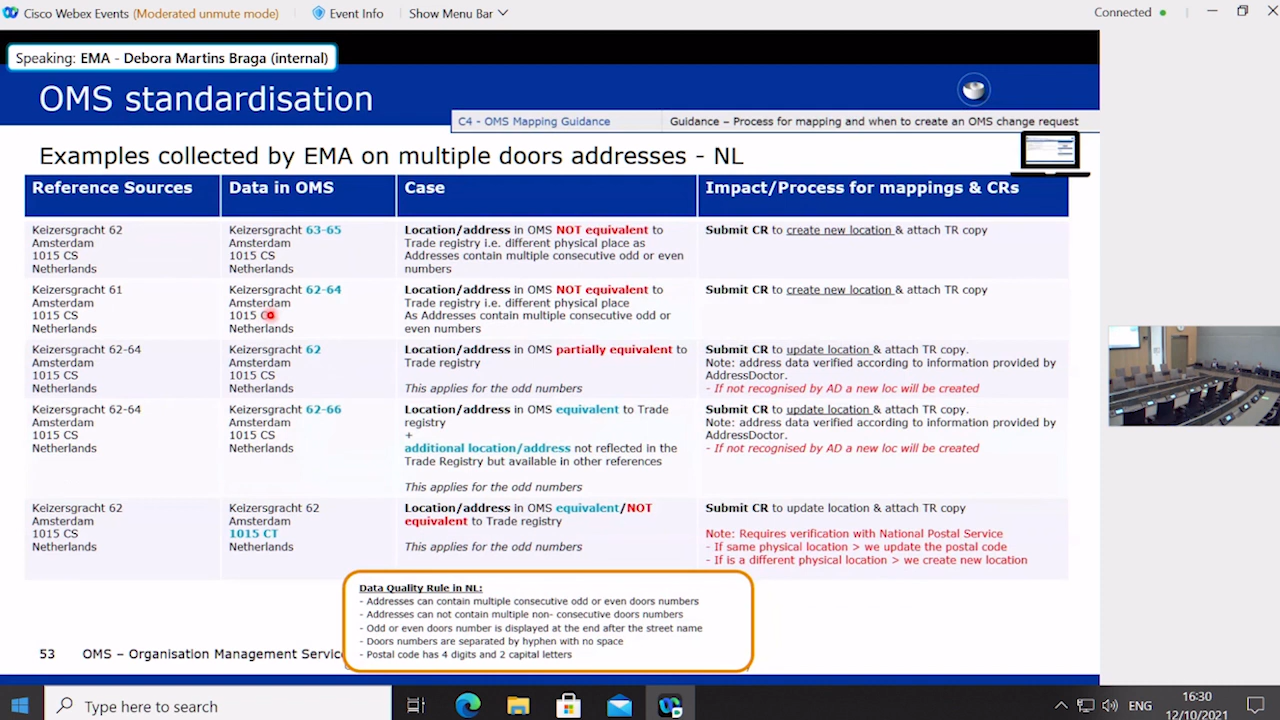 Cisco Webex Events (Moderated unmute mode)
Event Info
Show Menu Bar
Connected
Speaking: EMA - Debora Martins Braga (internal)
OMS standardisation
C4 - OMS Mapping Guidance
Guidance – Process for mapping and when to create an OMS change request
Examples collected by EMA on multiple doors addresses - NL
Reference Sources
Data in OMS
Case
Impact/Process for mappings & CRs
Keizersgracht 62
Amsterdam
1015 CS
Netherlands
Keizersgracht 63-65
Amsterdam
1015 CS
Netherlands
Location/address in OMS NOT equivalent to
Trade registry i.e. different physical place as
Addresses contain multiple consecutive odd or even
numbers
Submit CR to create new location & attach TR copy
Keizersgracht 61
Amsterdam
1015 CS
Netherlands
Keizersgracht 62-64
Amsterdam
1015
Netherlands
Location/address in OMS NOT equivalent to
Trade registry i.e. different physical place
As Addresses contain multiple consecutive odd or
even numbers
Submit CR to create new location & attach TR copy
Keizersgracht 62-64
Amsterdam
1015 CS
Netherlands
Keizersgracht 62
Amsterdam
1015 CS
Netherlands
Location/address in OMS partially equivalent to
Trade registry
This applies for the odd numbers
Submit CR to update location & attach TR copy.
Note: address data verified according to information provided by
AddressDoctor.
- If not recognised by AD a new loc will be created
Keizersgracht 62-64
Amsterdam
1015 CS
Netherlands
Keizersgracht 62-66
Amsterdam
1015 CS
Netherlands
Location/address in OMS equivalent to Trade
registry
+
additional location/address not reflected in the
Trade Registry but available in other references
This applies for the odd numbers
Submit CR to update location & attach TR copy.
Note: address data verified according to information provided by
AddressDoctor.
- If not recognised by AD a new loc will be created
Keizersgracht 62
Amsterdam
1015 CS
Netherlands
Keizersgracht 62
Amsterdam
1015 CT
Netherlands
Location/address in OMS equivalent/NOT
equivalent to Trade registry
This applies for the odd numbers
Submit CR to update location & attach TR copy
Note: Requires verification with National Postal Service
- If same physical location > we update the postal code
- If is a different physical location > we create new location
Data Quality Rule in NL:
- Addresses can contain multiple consecutive odd or even doors numbers
- Addresses can not contain multiple non- consecutive doors numbers
- Odd or even doors number is displayed at the end after the street name
- Doors numbers are separated by hyphen with no space
- Postal code has 4 digits and 2 capital letters
53 OMS – Organisation Management Service
Type here to search
ENG
16:30
12/10/2021